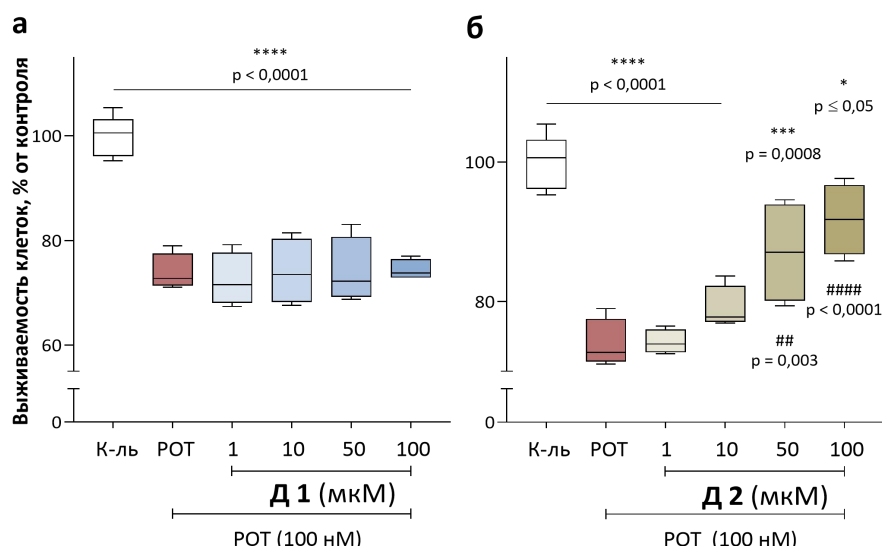 а
Выживаемость клеток, % от контроля
****
p < 0,0001
100
80
60
0
К-ль РОТ 1 10 50 100
Д 1 (мкМ)
РОТ (100 нМ)
б
****
p < 0,0001
*
p ≤ 0,05
***
p = 0,0008
100
80
####
p < 0,0001
##
p = 0,003
0
К-ль РОТ 1 10 50 100
Д 2 (мкМ)
РОТ (100 нМ)